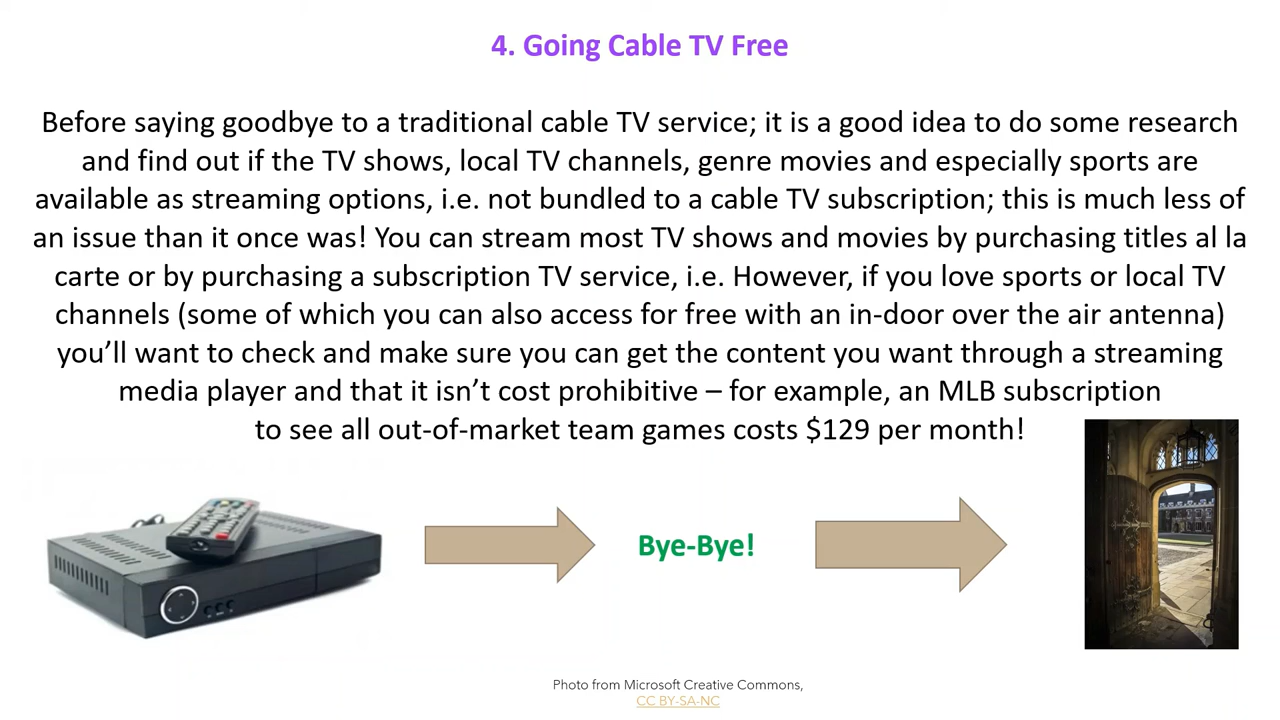 4. Going Cable TV Free
Before saying goodbye to a traditional cable TV service; it is a good idea to do some research
and find out if the TV shows, local TV channels, genre movies and especially sports are
available as streaming options, i.e. not bundled to a cable TV subscription; this is much less of
an issue than it once was! You can stream most TV shows and movies by purchasing titles al la
carte or by purchasing a subscription TV service, i.e. However, if you love sports or local TV
channels (some of which you can also access for free with an in-door over the air antenna)
you’ll want to check and make sure you can get the content you want through a streaming
media player and that it isn’t cost prohibitive – for example, an MLB subscription
to see all out-of-market team games costs $129 per month!
Bye-Bye!
Photo from Microsoft Creative Commons,
CC BY-SA-NC